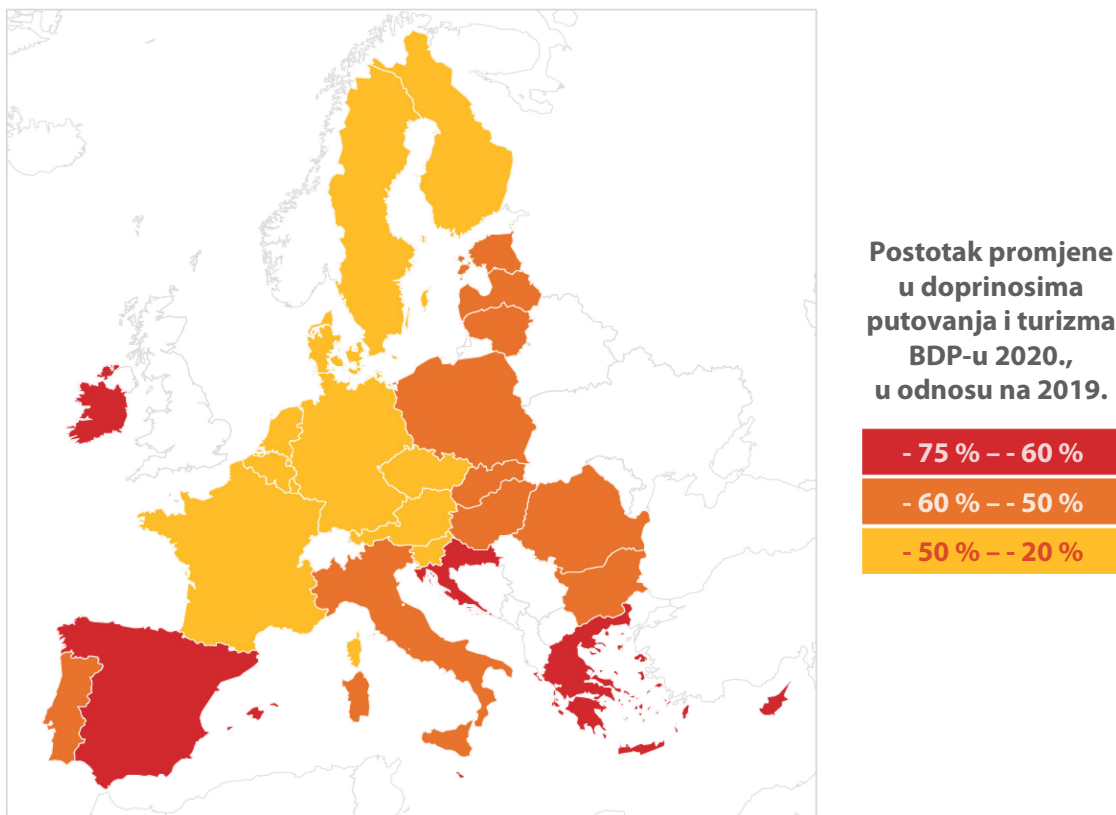 Postotak promjene
u doprinosima
putovanja i turizma
BDP-u 2020.,
u odnosu na 2019.
- 75 % – - 60 %
- 60 % – - 50 %
- 50 % – - 20 %